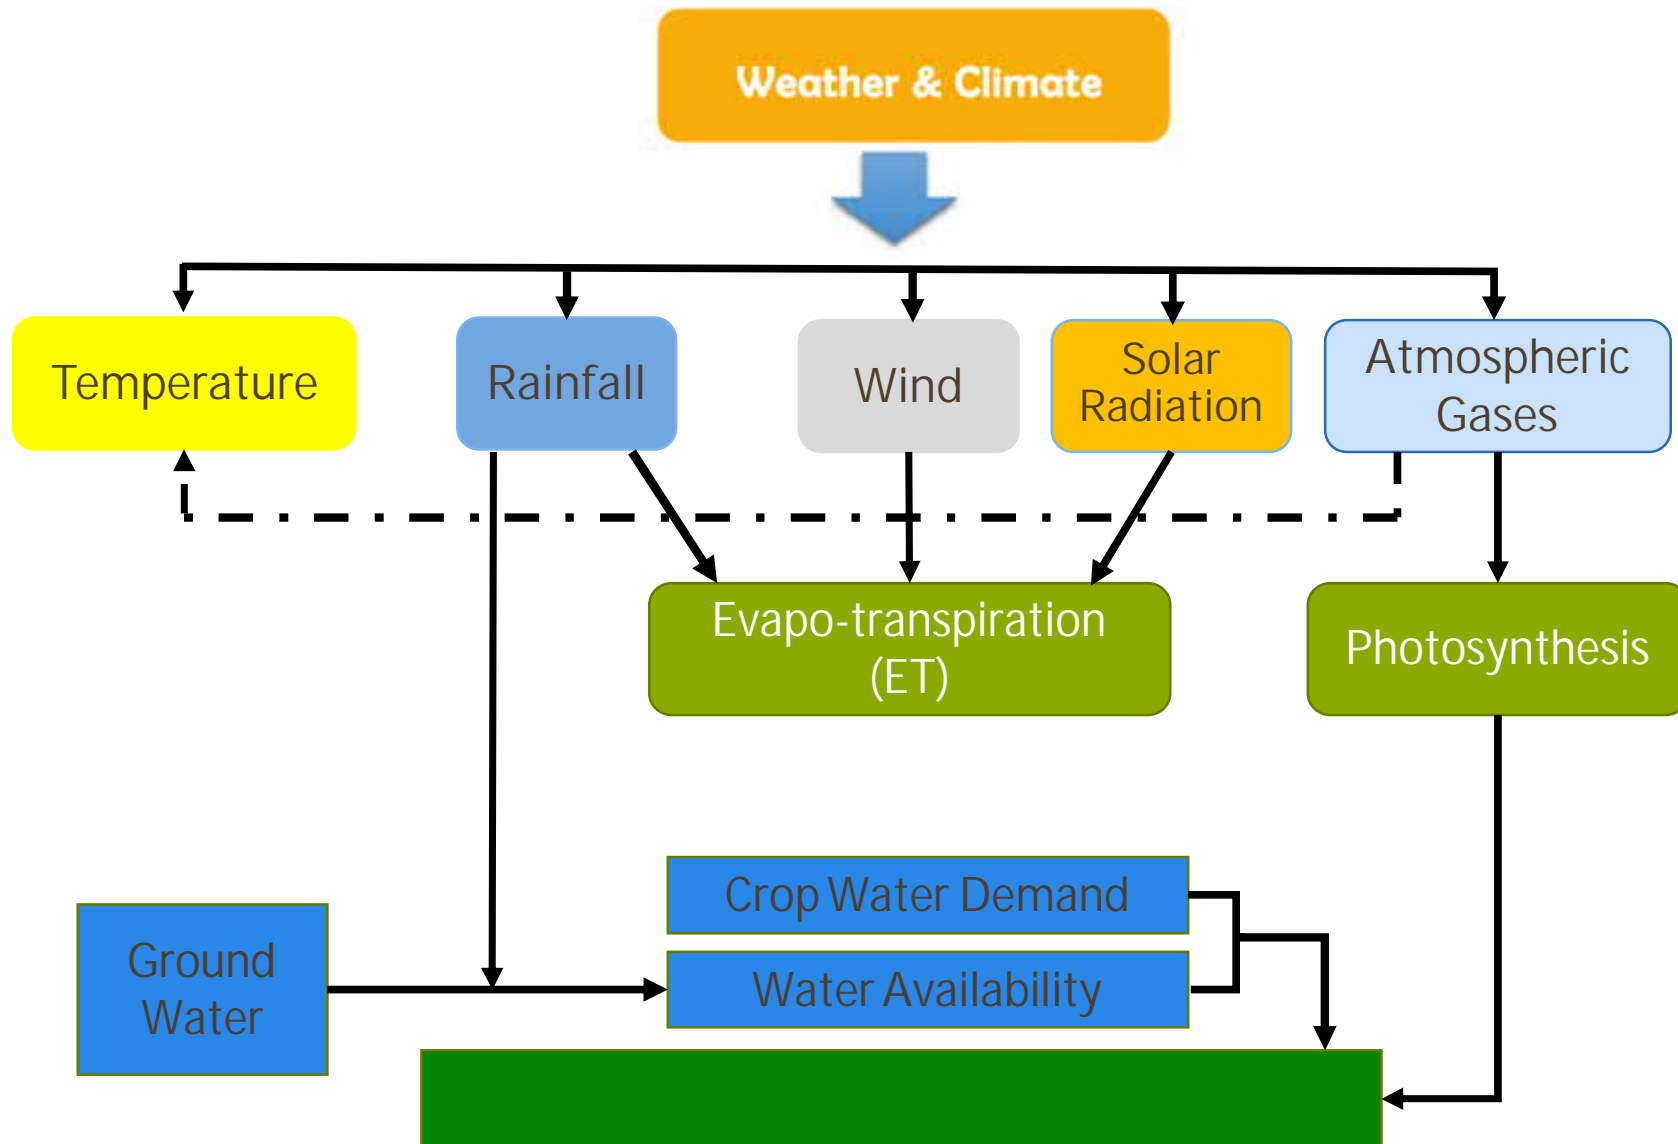 Weather & Climate
Temperature
Rainfall
Wind
Solar
Radiation
Atmospheric
Gases
Evapo-transpiration
(ET)
Photosynthesis
Crop Water Demand
Ground
Water
Water Availability